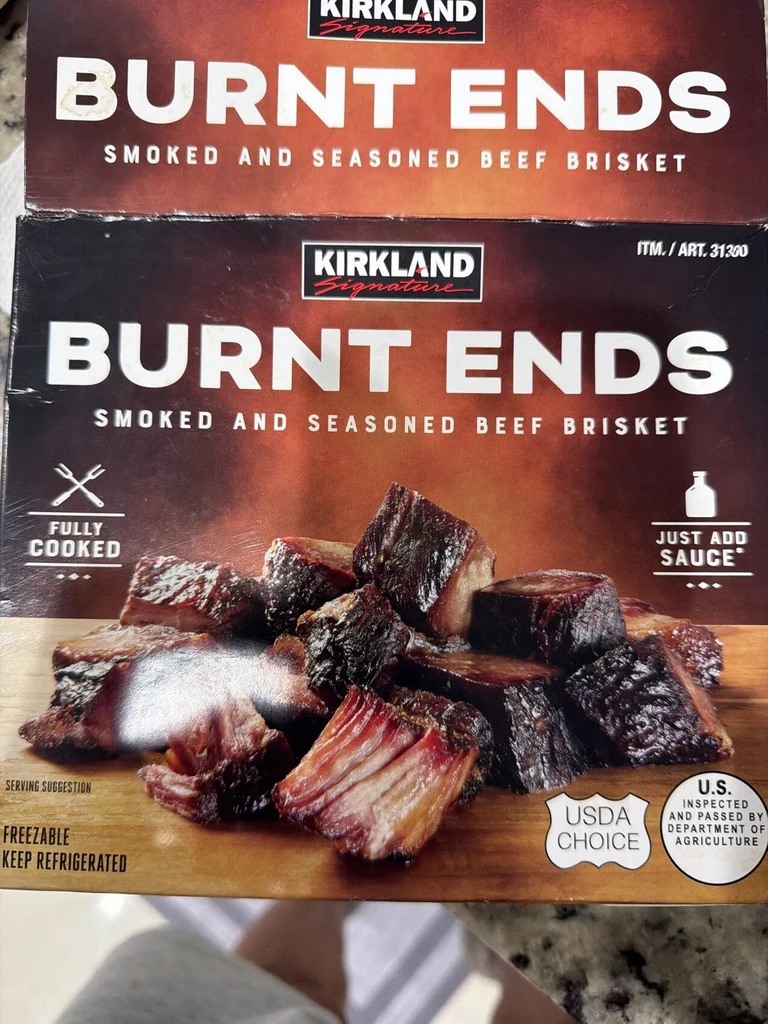 KIRKLAND
Signature
BURNT ENDS
SMOKED AND SEASONED BEEF BRISKET
ITM. / ART. 31300
KIRKLAND
Signature
BURNT ENDS
SMOKED AND SEASONED BEEF BRISKET
FULLY
COOKED
JUST ADD
SAUCE*
SERVING SUGGESTION
FREEZABLE
KEEP REFRIGERATED
USDA
CHOICE
U.S.
INSPECTED
AND PASSED BY
DEPARTMENT OF
AGRICULTURE